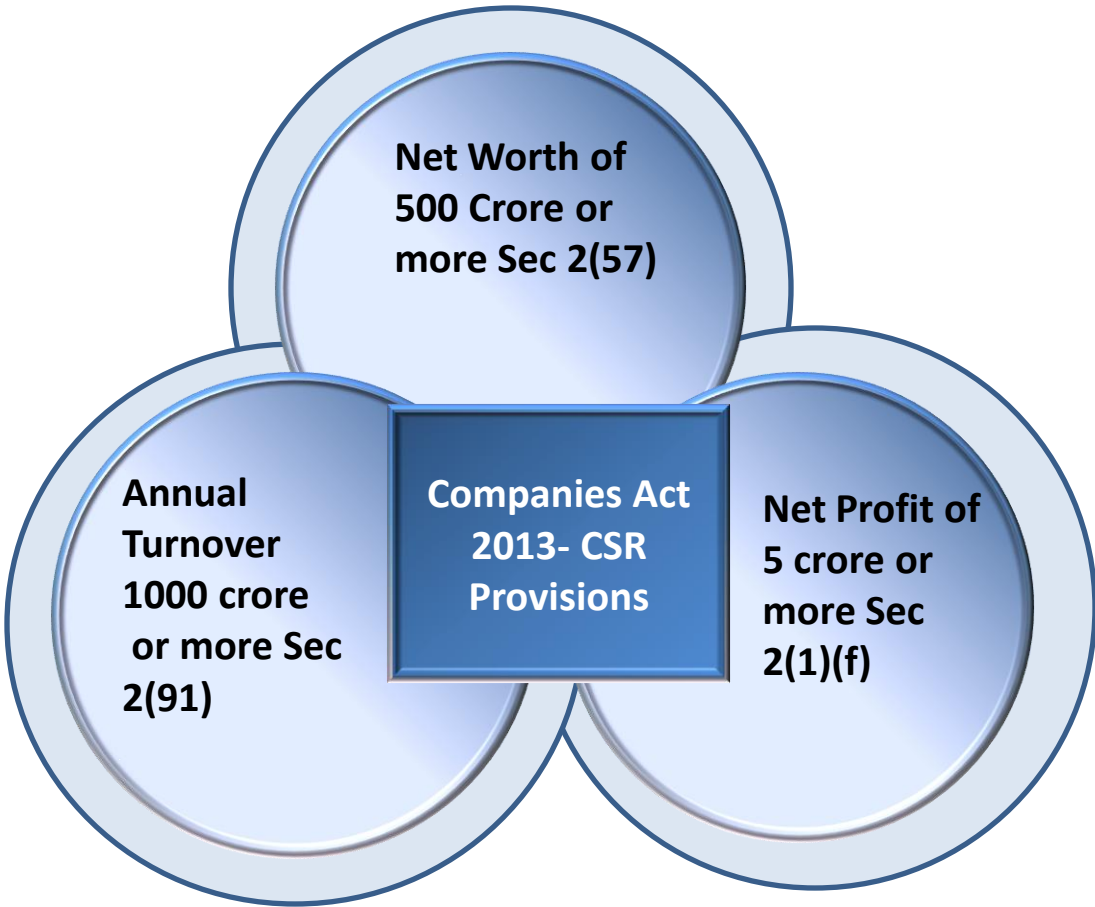 Net Worth of
500 Crore or
more Sec 2(57)
Annual
Turnover
1000 crore
or more Sec
2(91)
Companies Act
2013- CSR
Provisions
Net Profit of
5 crore or
more Sec
2(1)(f)